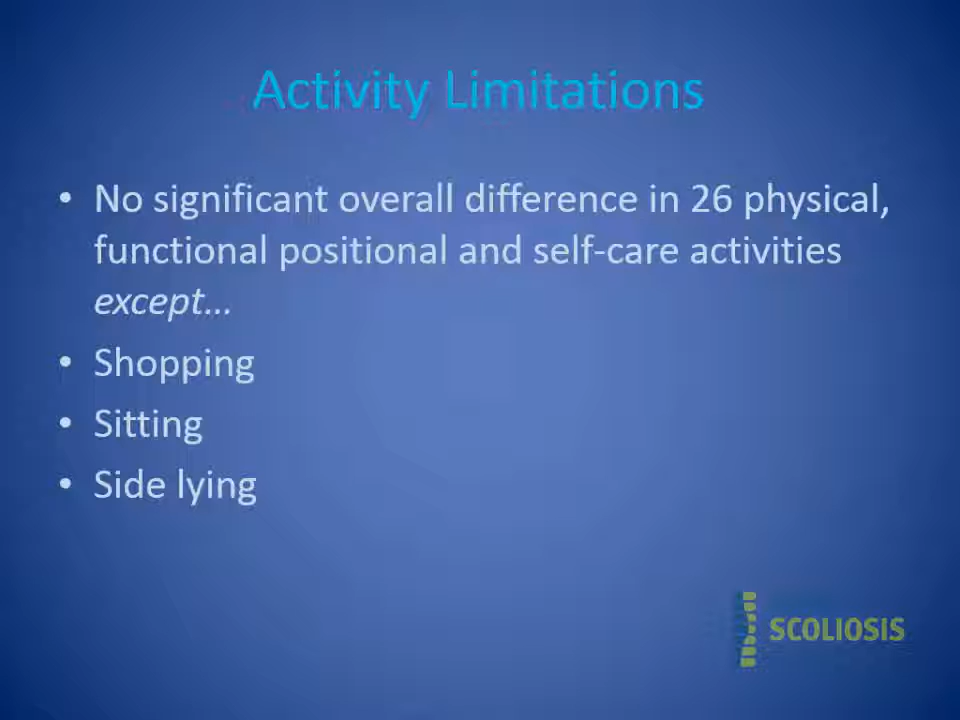 Activity Limitations
• No significant overall difference in 26 physical,
functional positional and self-care activities
except...
• Shopping
• Sitting
• Side lying
SCOLIOSIS